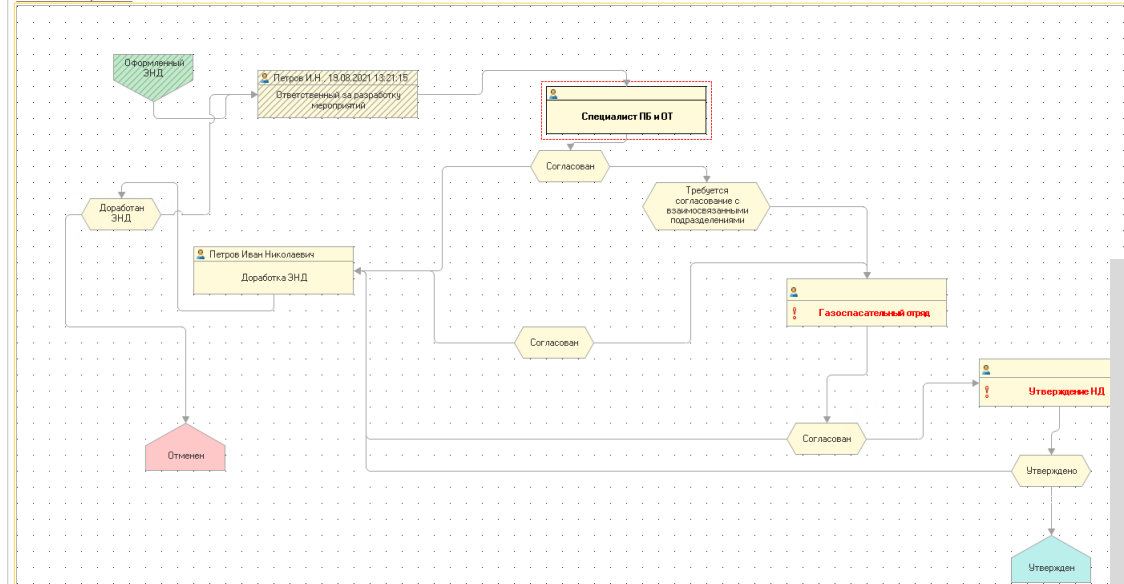 Оформленный
ЭНД
Петров И.Н., 19.08.2021 13:21:15
Ответственный за разработку
мероприятий
Специалист ПБ и ОТ
Согласован
Требуется
согласование с
взаимосвязанными
подразделениями
Доработан
ЭНД
Петров Иван Николаевич
Доработка ЭНД
Газоспасательный отряд
Согласован
Утверждение НД
Согласован
Отменен
Утверждено
Утвержден